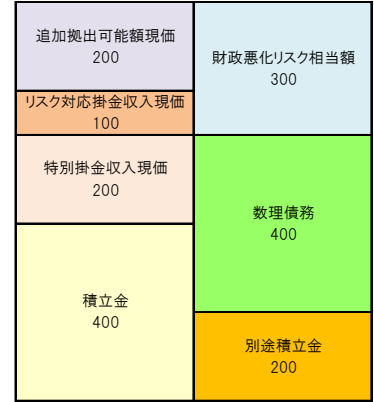 追加拠出可能額現価
200
リスク対応掛金収入現価
100
特別掛金収入現価
200
積立金
400
財政悪化リスク相当額
300
数理債務
400
別途積立金
200